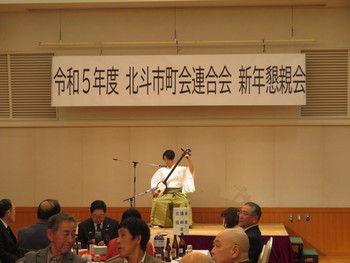 令和５年度 北斗市町会連合会 新年懇親会